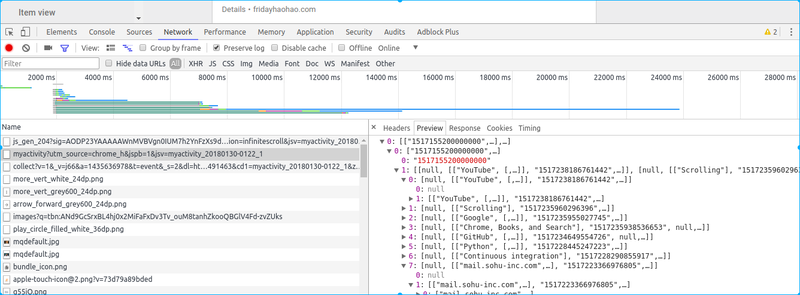 Item view
Details • fridayhaohao.com
Elements Console Sources Network Performance Memory Application Security Audits Adblock Plus 2
View: Group by frame Preserve log Disable cache Offline Online
Filter Hide data URLs All XHR JS CSS Img Media Font Doc WS Manifest Other
2000 ms 4000 ms 6000 ms 8000 ms 10000 ms 12000 ms 14000 ms 16000 ms 18000 ms 20000 ms 22000 ms 24000 ms 26000 ms 28000 ms
Name
js_gen_204?sig=AODP23YAAAAAWnMVBVgn0IUM7h2YnFzXs9d...ion=infinitescroll&jsv=myactivity_20180
myactivity?utm_source=chrome_h&jspb=1&jsv=myactivity_20180130-0122_1
collect?v=1&_v=j66&a=1435636978&t=event&_s=2&dl=ht...491463&cd1=myactivity_20180130-0122_1&z
more_vert_white_24dp.png
more_vert_grey600_24dp.png
arrow_forward_grey600_24dp.png
images?q=tbn:ANd9GcSrxBL4hj0x2MiFaFxDv3Tv_ouM8tanhZkooQBGlV4Fd-zvZUks
play_circle_filled_white_36dp.png
mqdefault.jpg
mqdefault.jpg
bundle_icon.png
apple-touch-icon@2.png?v=73d79a89bded
× Headers Preview Response Cookies Timing
0: [["1517155200000000",…],…]
0: ["1517155200000000",…]
0: "1517155200000000"
1: [[null, [["YouTube", [,…]], "1517238186761442",…]], [null, [["Scrolling"], "151723596029639
0: [null, [["YouTube", [,…]], "1517238186761442",…]]
0: null
1: [["YouTube", [,…]], "1517238186761442",…]
1: [null, [["Scrolling"], "1517235960296396",…]]
2: [null, [["Google", [,…]], "1517235955027745",…]]
3: [null, [["Chrome, Books, and Search"], "1517235938536653", null,…]]
4: [null, [["GitHub", [,…]], "1517234649554726", null,…]]
5: [null, [["Python", [,…]], "1517228445247223",…]]
6: [null, [["Continuous integration"], "1517228290855917",…]]
7: [null, [["mail.sohu-inc.com",…], "1517223366976805",…]]
0: null
1: [["mail.sohu-inc.com",…], "1517223366976805",…]